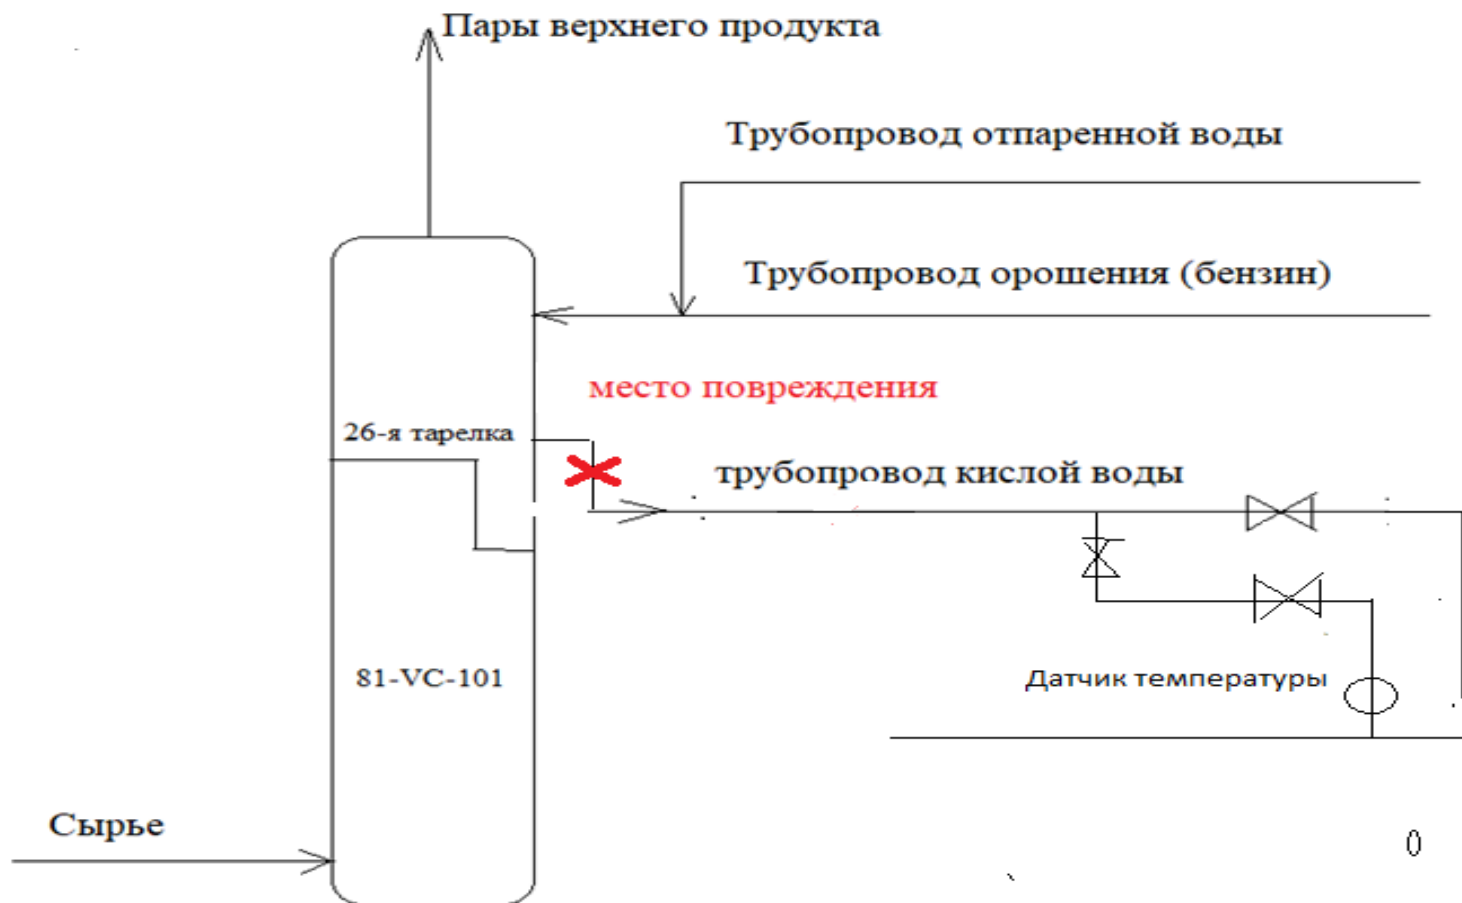 Пары верхнего продукта
Трубопровод отпаренной воды
Трубопровод орошения (бензин)
место повреждения
26-я тарелка
трубопровод кислой воды
81-VC-101
Датчик температуры
Сырье
0